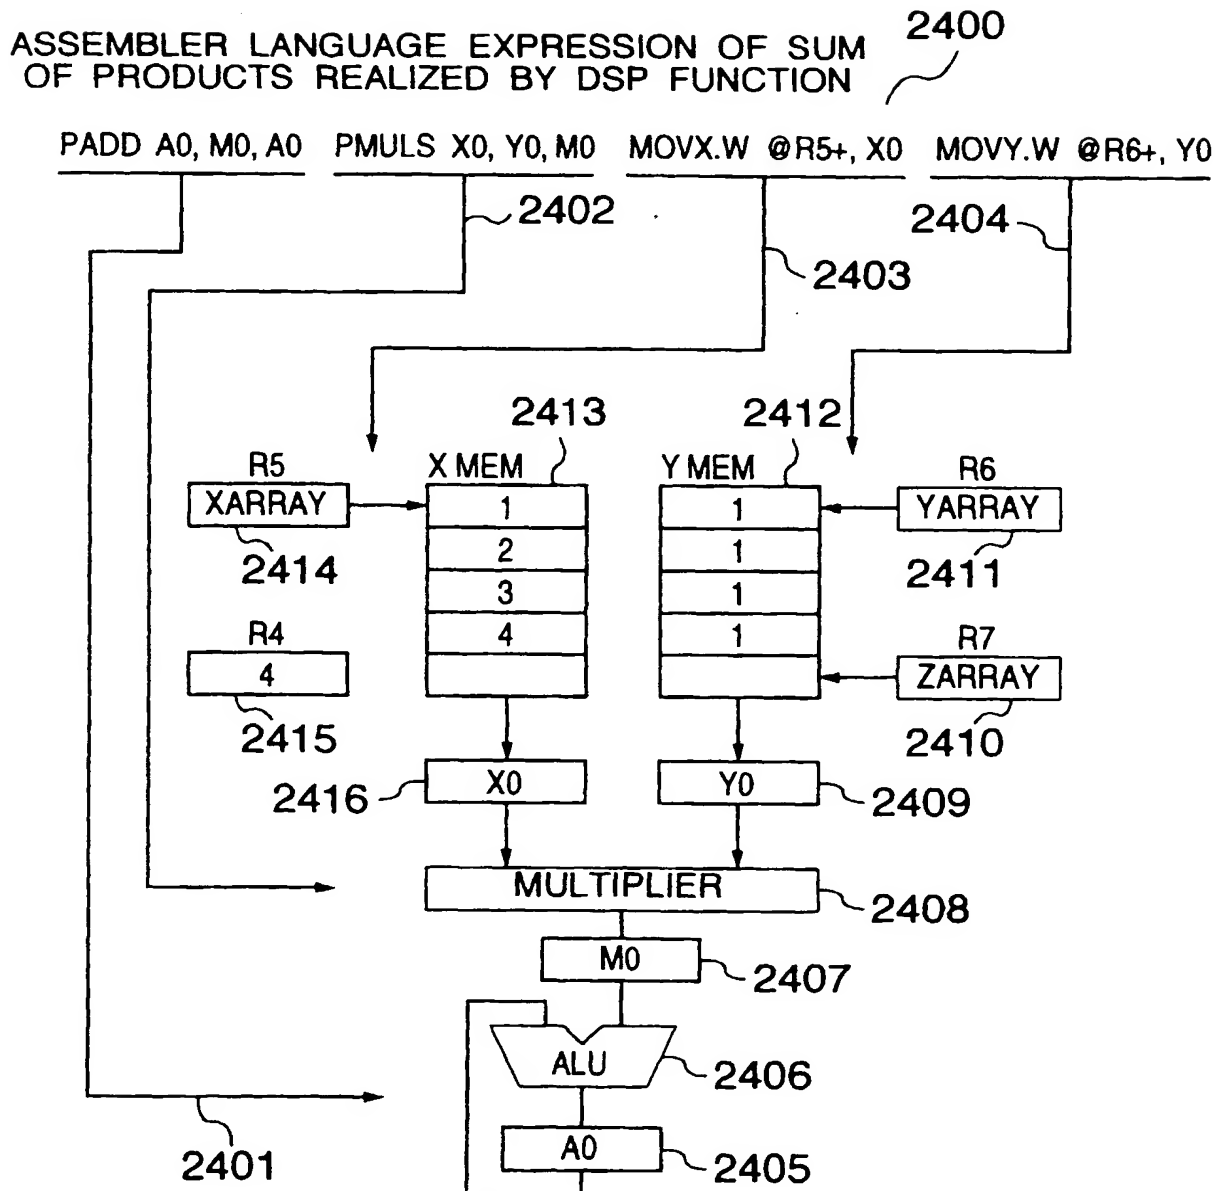 2400
ASSEMBLER LANGUAGE EXPRESSION OF SUM
OF PRODUCTS REALIZED BY DSP FUNCTION
PADD A0, M0, A0
PMULS X0, Y0, M0
MOVX.W @R5+, X0
MOVY.W @R6+, Y0
2402
2404
2403
2413
2412
R5
X MEM
Y MEM
R6
XARRAY
1
1
YARRAY
2414
2
1
2411
3
1
R4
4
1
R7
4
ZARRAY
2415
2410
2416
X0
Y0
2409
MULTIPLIER
2408
M0
2407
ALU
2406
2401
A0
2405